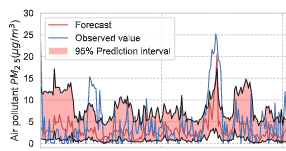 Air pollutant PM2.5(μg/m³)
30
25
20
15
10
5
0
Forecast
Observed value
95% Prediction interval